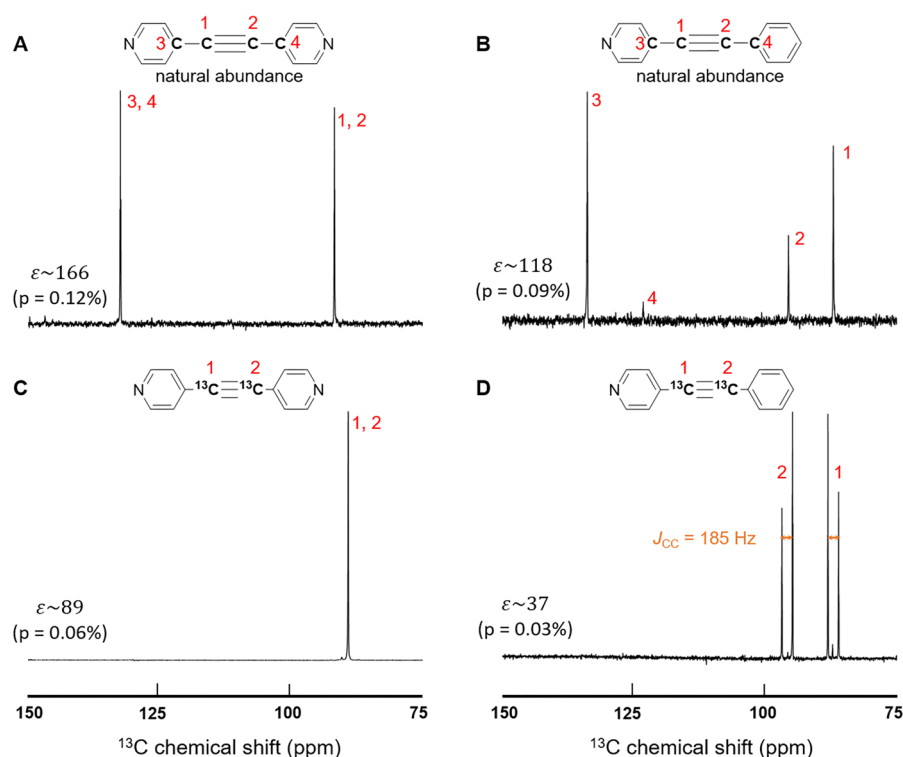 A
N
3
1
2
4
N
natural abundance
3, 4
1, 2
ε~166
(p = 0.12%)
B
N
3
1
2
C
4
natural abundance
3
1
2
4
ε~118
(p = 0.09%)
150 75
C
N
1 2
13C 13C
N
1, 2
ε~89
(p = 0.06%)
150 125 100 75
13C chemical shift (ppm)
D
N
1 2
13C 13C
2 1
JCC = 185 Hz
ε~37
(p = 0.03%)
150 125 100 75
13C chemical shift (ppm)